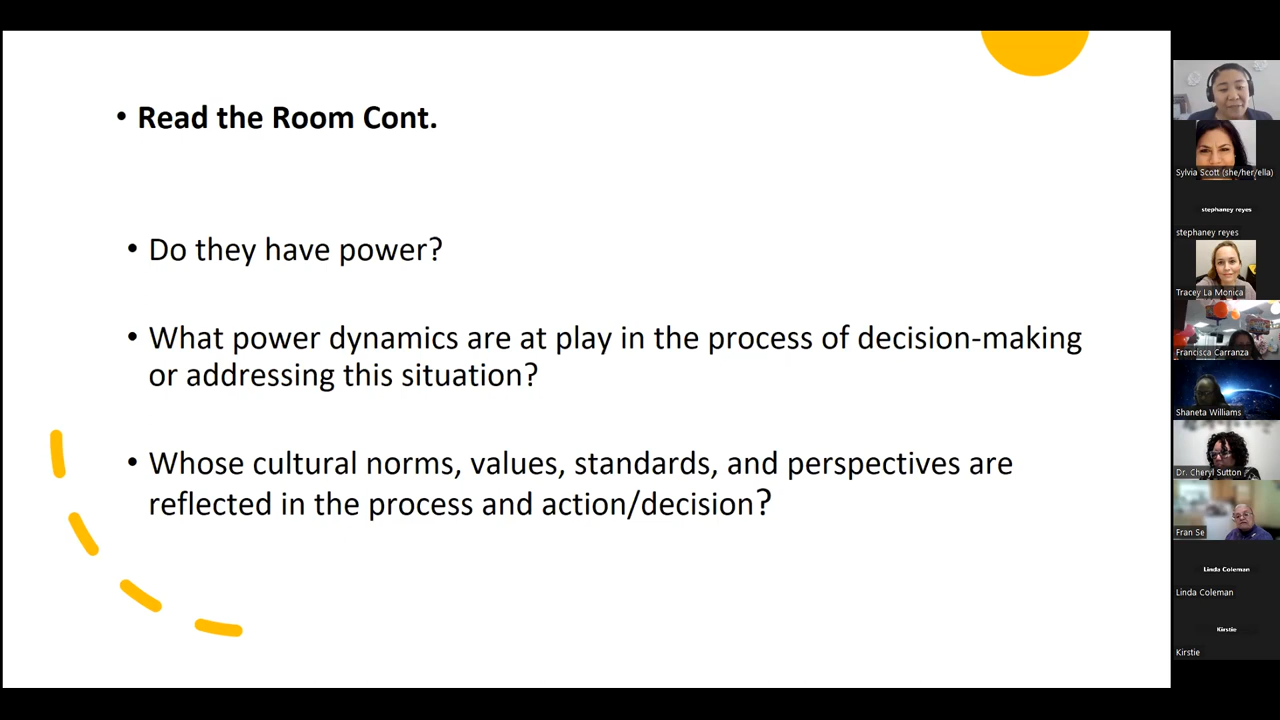 • Read the Room Cont.
• Do they have power?
• What power dynamics are at play in the process of decision-making
or addressing this situation?
• Whose cultural norms, values, standards, and perspectives are
reflected in the process and action/decision?
Sylvia Scott (she/her/ella)
stephaney reyes
stephaney reyes
Tracey La Monica
Francisca Carranza
Shaneta Williams
Dr. Cheryl Sutton
Fran Se
Linda Coleman
Linda Coleman
Kirstie
Kirstie